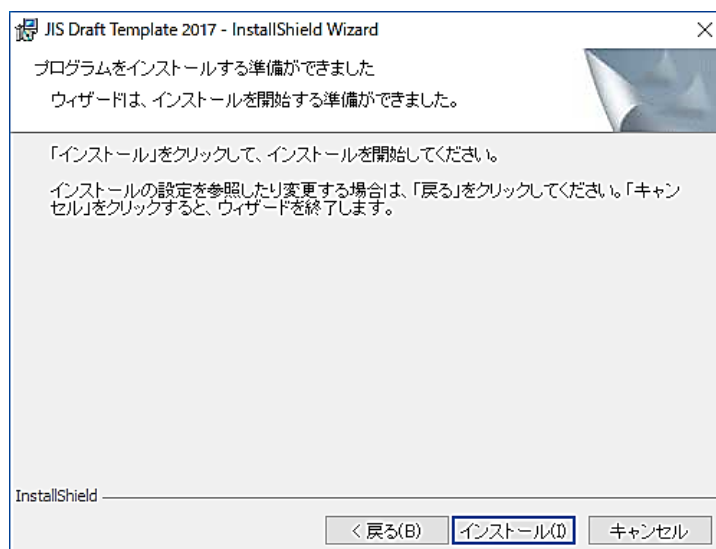 JIS Draft Template 2017 - InstallShield Wizard
プログラムをインストールする準備ができました
ウィザードは、インストールを開始する準備ができました。
「インストール」をクリックして、インストールを開始してください。
インストールの設定を参照したり変更する場合は、「戻る」をクリックしてください。「キャン
セル」をクリックすると、ウィザードを終了します。
InstallShield
< 戻る(B) インストール(I) キャンセル